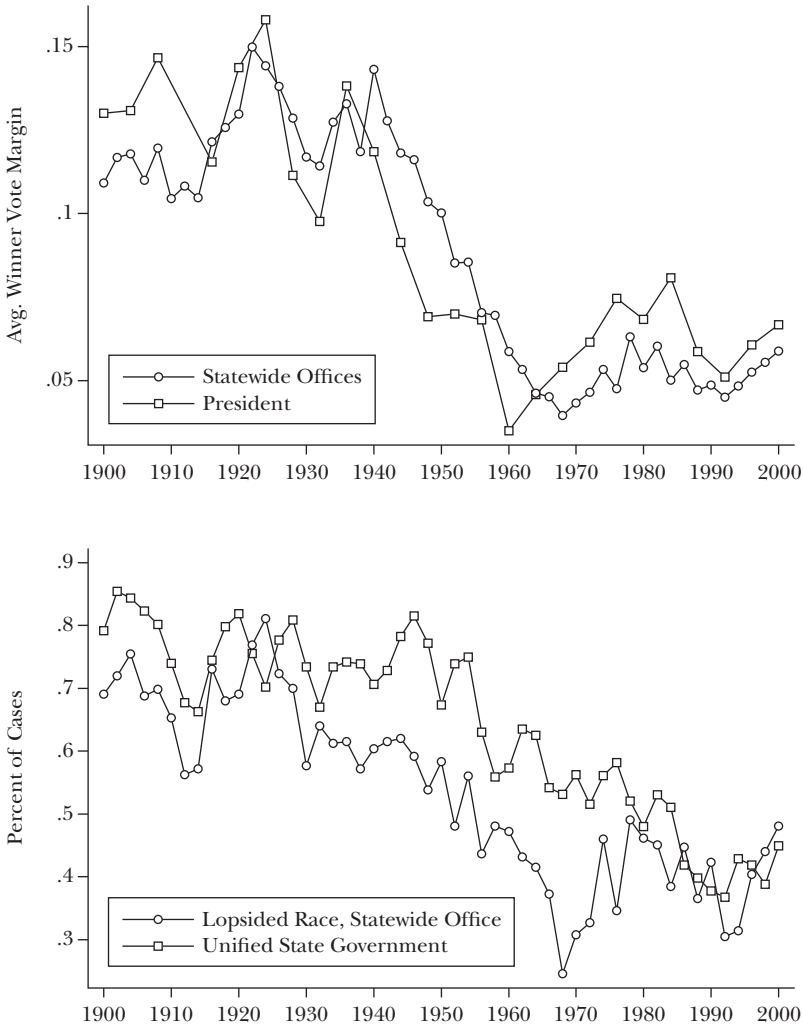 Avg. Winner Vote Margin
.15
.1
.05
Statewide Offices
President
1900 1910 1920 1930 1940 1950 1960 1970 1980 1990 2000
Percent of Cases
.9
.8
.7
.6
.5
.4
.3
Lopsided Race, Statewide Office
Unified State Government
1900 1910 1920 1930 1940 1950 1960 1970 1980 1990 2000